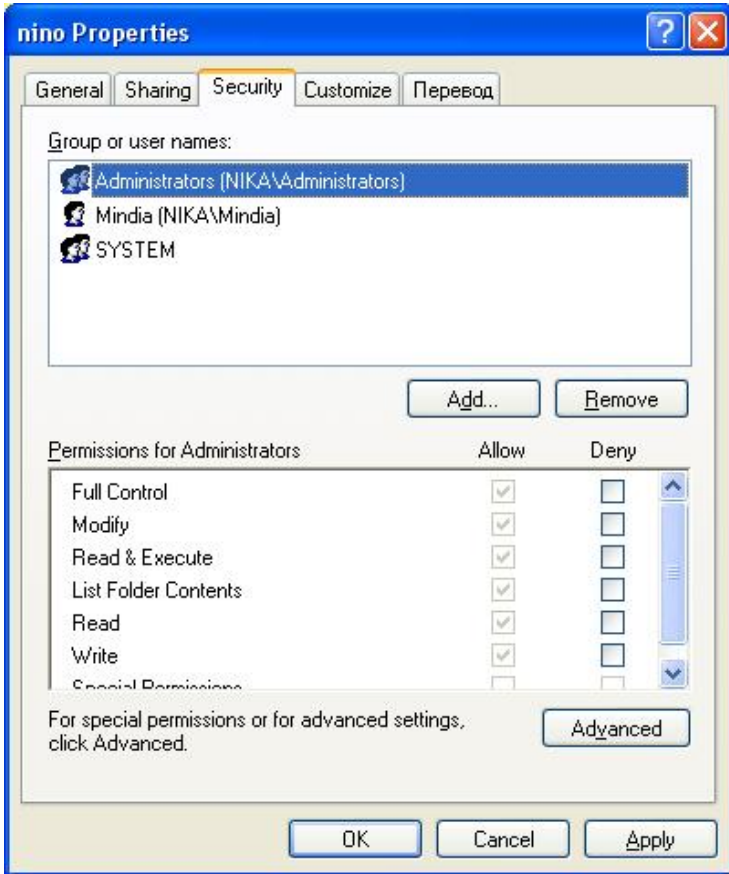 nino Properties
General Sharing Security Customize Перевод
Group or user names:
Administrators (NIKA\Administrators)
Mindia (NIKA\Mindia)
SYSTEM
Add... Remove
Permissions for Administrators Allow Deny
Full Control
Modify
Read & Execute
List Folder Contents
Read
Write
Special Permissions
For special permissions or for advanced settings,
click Advanced.
Advanced
OK Cancel Apply